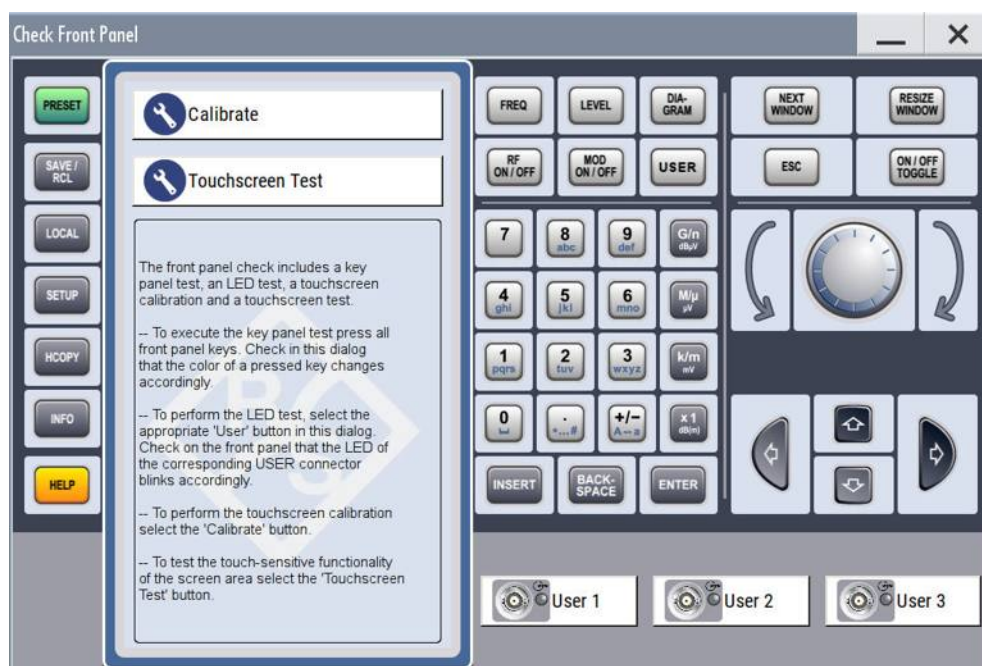 Check Front Panel
PRESET
SAVE /
RCL
LOCAL
SETUP
HCOPY
INFO
HELP
Calibrate
Touchscreen Test
The front panel check includes a key
panel test, an LED test, a touchscreen
calibration and a touchscreen test.
-- To execute the key panel test press all
front panel keys. Check in this dialog
that the color of a pressed key changes
accordingly.
-- To perform the LED test, select the
appropriate 'User' button in this dialog.
Check on the front panel that the LED of
the corresponding USER connector
blinks accordingly.
-- To perform the touchscreen calibration
select the 'Calibrate' button.
-- To test the touch-sensitive functionality
of the screen area select the 'Touchscreen
Test' button.
FREQ
LEVEL
DIA-
GRAM
RF
ON / OFF
MOD
ON / OFF
USER
7
8
abc
9
def
G/n
dBµV
4
ghi
5
jkl
6
mno
M/µ
µV
1
pqrs
2
tuv
3
wxyz
k/m
mV
0
.
*...#
+/-
A↔a
x 1
dB(m)
INSERT
BACK-
SPACE
ENTER
NEXT
WINDOW
RESIZE
WINDOW
ESC
ON / OFF
TOGGLE
User 1
User 2
User 3